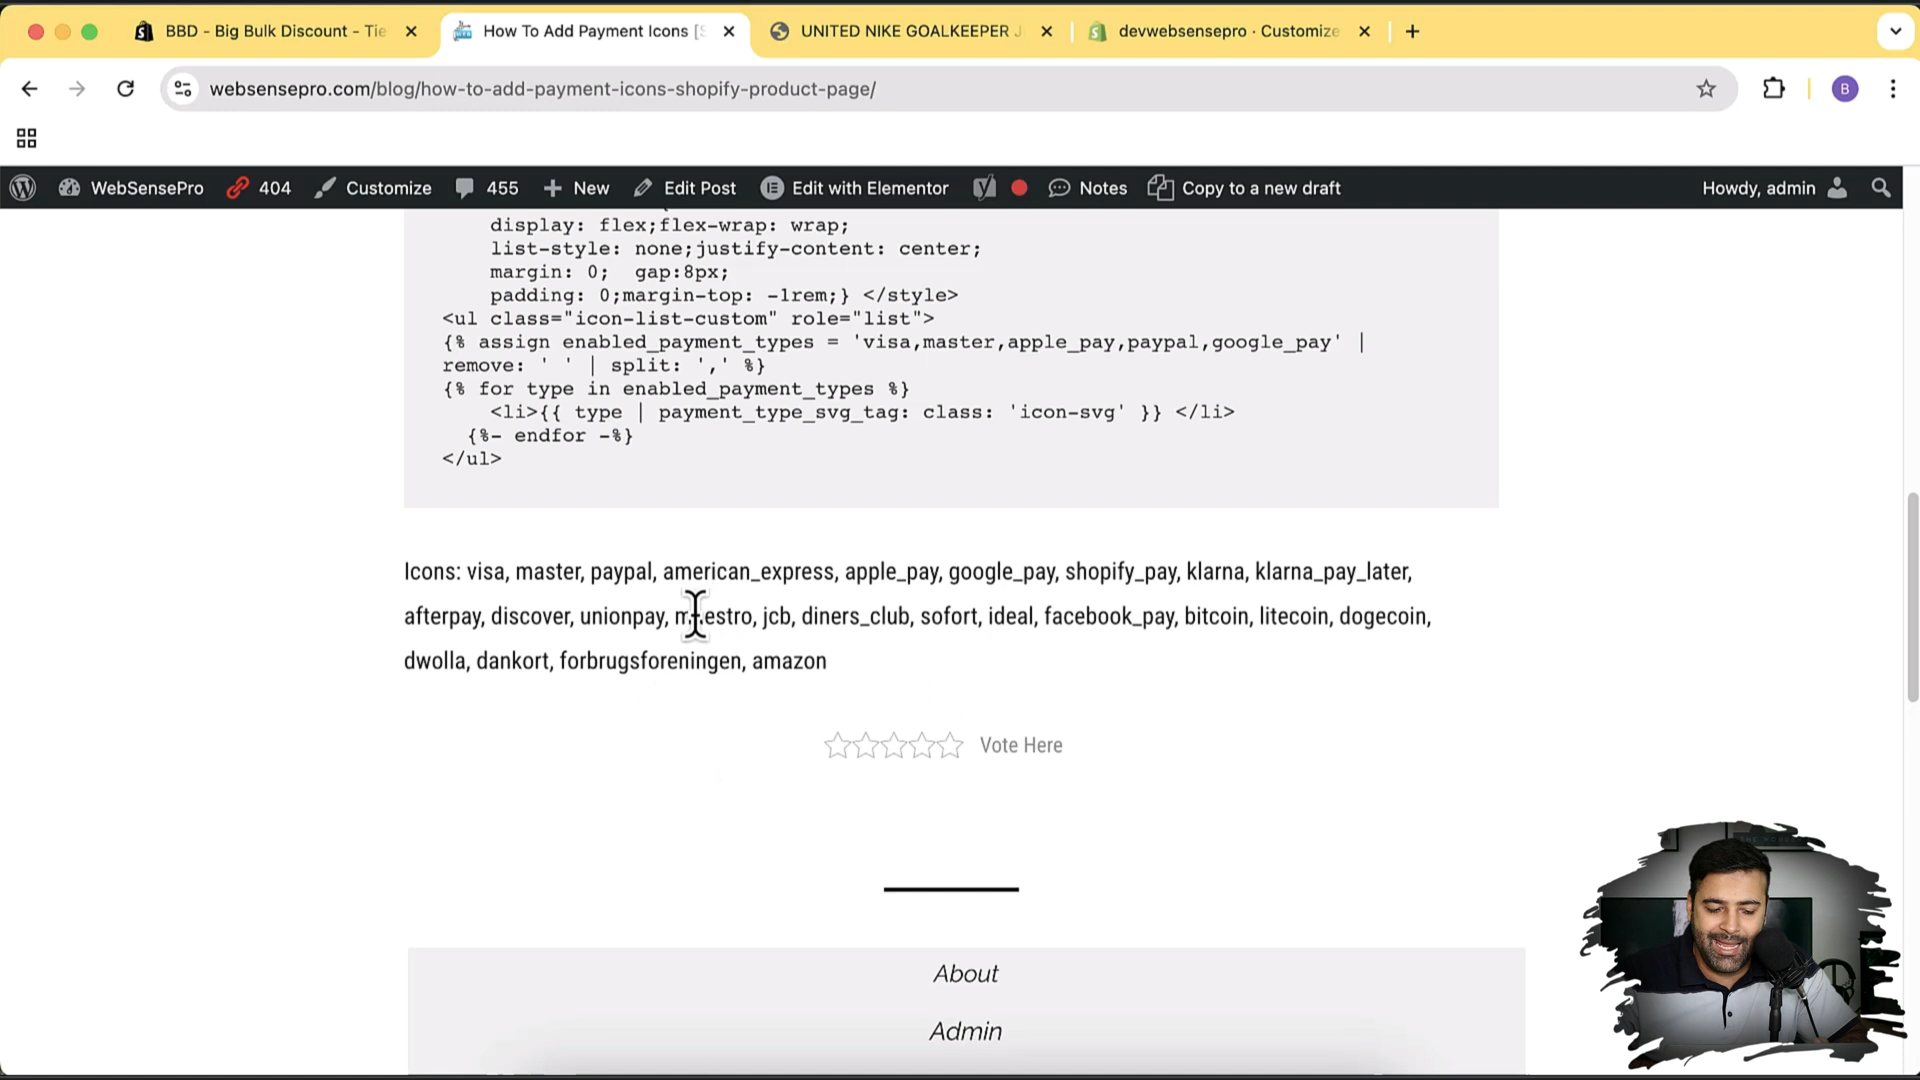 BBD - Big Bulk Discount - Tie
How To Add Payment Icons [S
UNITED NIKE GOALKEEPER J
devwebsensepro · Customize
websensepro.com/blog/how-to-add-payment-icons-shopify-product-page/
B
WebSensePro
404
Customize
455
New
Edit Post
Edit with Elementor
Notes
Copy to a new draft
Howdy, admin
display: flex;flex-wrap: wrap;
list-style: none;justify-content: center;
margin: 0;  gap:8px;
padding: 0;margin-top: -1rem;} </style>
<ul class="icon-list-custom" role="list">
{% assign enabled_payment_types = 'visa,master,apple_pay,paypal,google_pay' |
remove: ' ' | split: ',' %}
{% for type in enabled_payment_types %}
<li>{{ type | payment_type_svg_tag: class: 'icon-svg' }} </li>
{%- endfor -%}
</ul>
Icons: visa, master, paypal, american_express, apple_pay, google_pay, shopify_pay, klarna, klarna_pay_later,
afterpay, discover, unionpay, maestro, jcb, diners_club, sofort, ideal, facebook_pay, bitcoin, litecoin, dogecoin,
dwolla, dankort, forbrugsforeningen, amazon
Vote Here
About
Admin